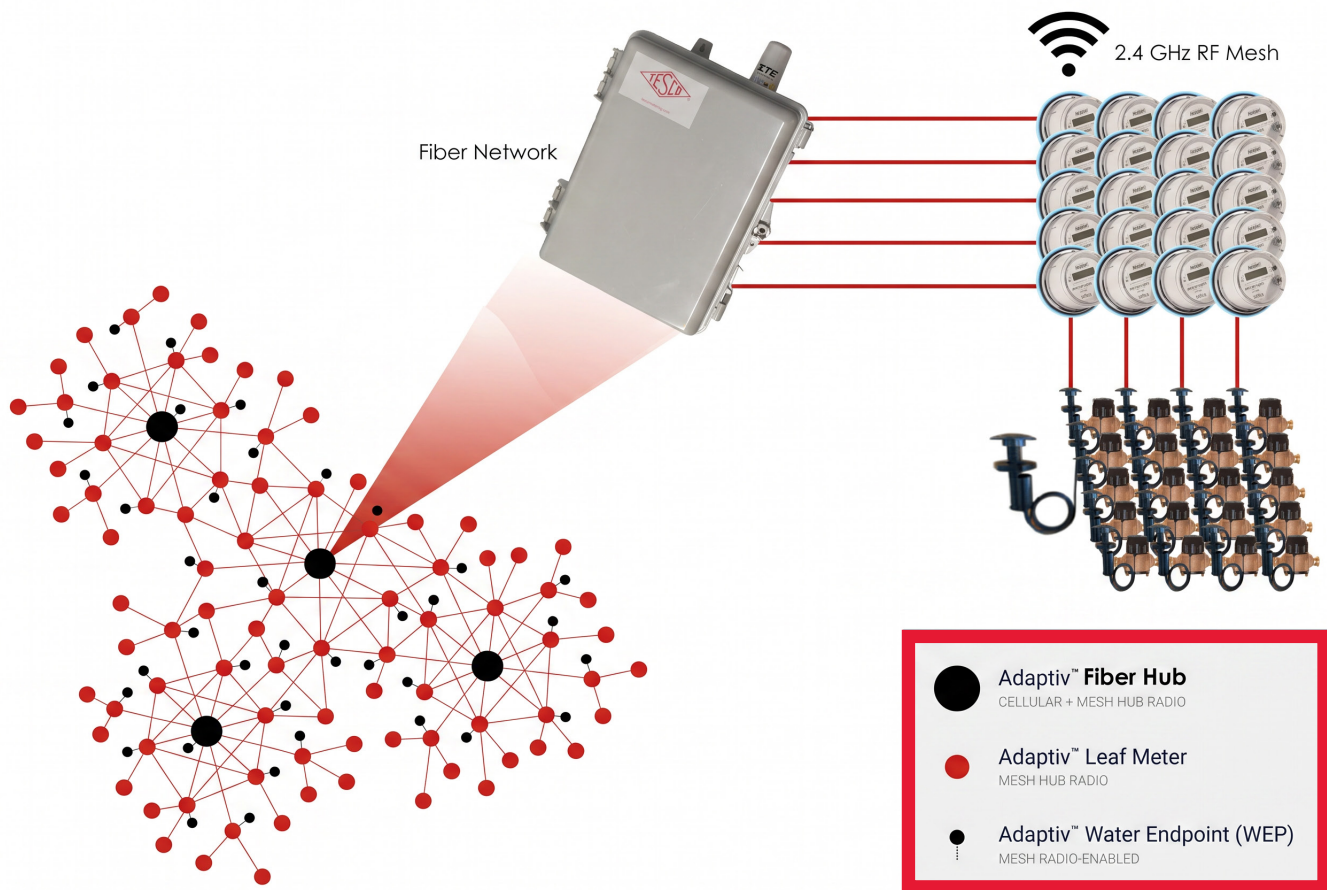 2.4 GHz RF Mesh
TESCO
Fiber Network
Adaptiv™ Fiber Hub
CELLULAR + MESH HUB RADIO
Adaptiv™ Leaf Meter
MESH HUB RADIO
Adaptiv™ Water Endpoint (WEP)
MESH RADIO-ENABLED